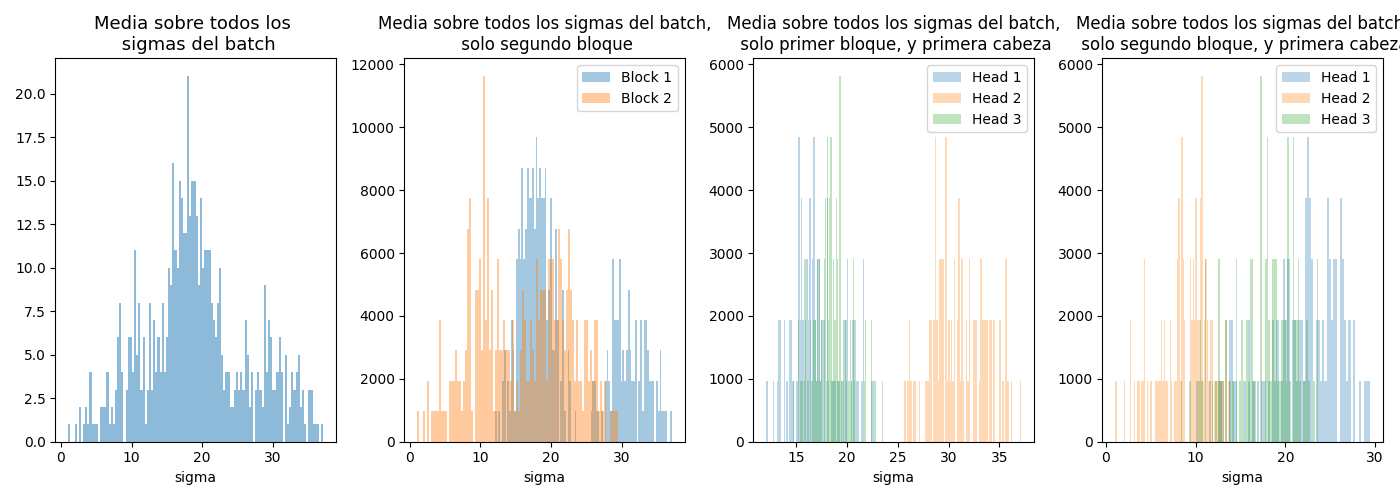 Media sobre todos los
sigmas del batch
0.0
2.5
5.0
7.5
10.0
12.5
15.0
17.5
20.0
0
10
20
30
sigma
Media sobre todos los sigmas del batch,
solo segundo bloque
Block 1
Block 2
0
2000
4000
6000
8000
10000
12000
0
10
20
30
sigma
Media sobre todos los sigmas del batch,
solo primer bloque, y primera cabeza
Head 1
Head 2
Head 3
0
1000
2000
3000
4000
5000
6000
15
20
25
30
35
sigma
Media sobre todos los sigmas del batch
solo segundo bloque, y primera cabeza
Head 1
Head 2
Head 3
0
1000
2000
3000
4000
5000
6000
0
10
20
30
sigma